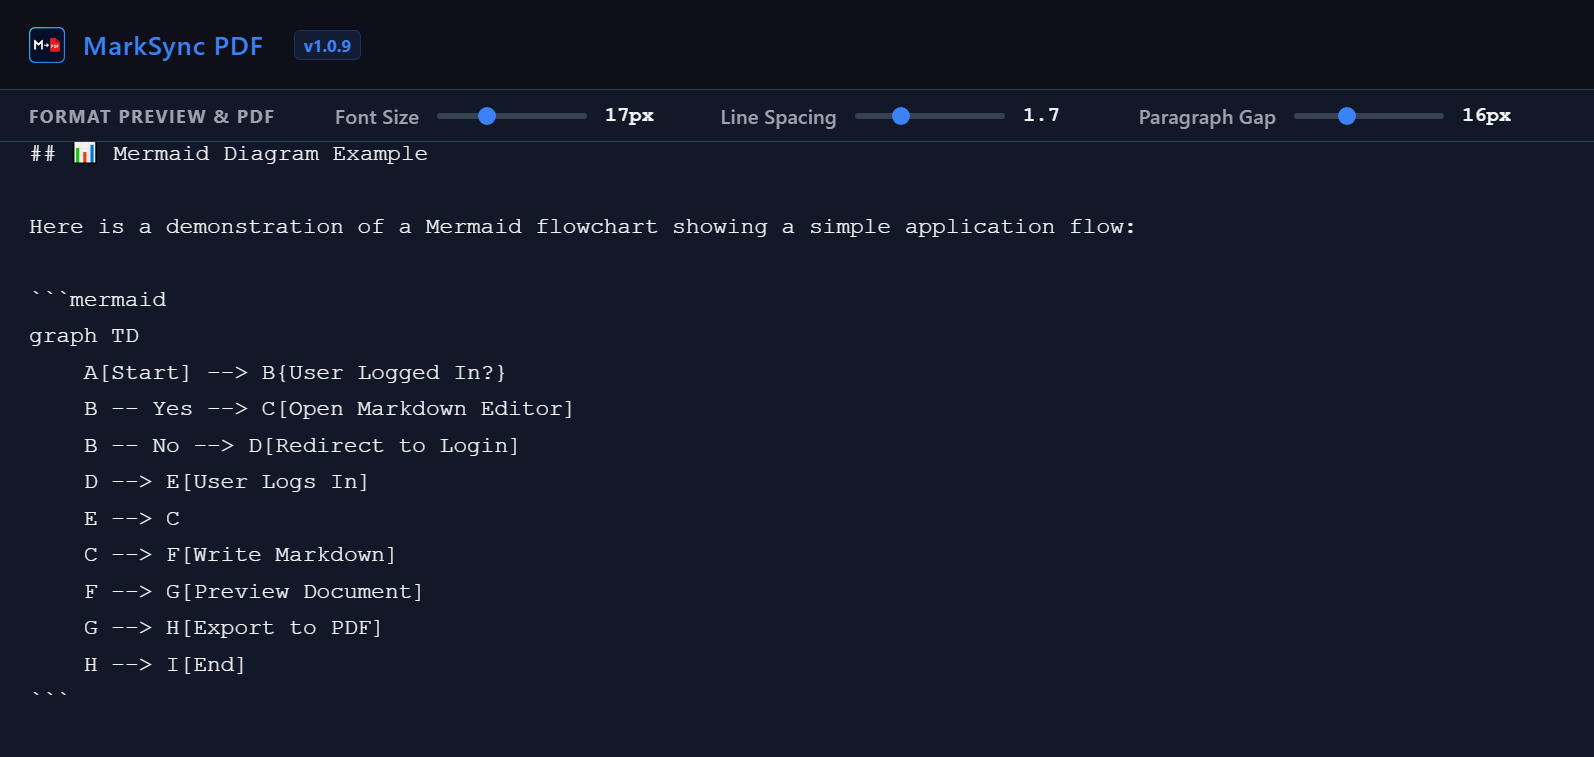 M→PDF MarkSync PDF v1.0.9
FORMAT PREVIEW & PDF Font Size 17px Line Spacing 1.7 Paragraph Gap 16px
## 📊 Mermaid Diagram Example
Here is a demonstration of a Mermaid flowchart showing a simple application flow:
```mermaid
graph TD
    A[Start] --> B{User Logged In?}
    B -- Yes --> C[Open Markdown Editor]
    B -- No --> D[Redirect to Login]
    D --> E[User Logs In]
    E --> C
    C --> F[Write Markdown]
    F --> G[Preview Document]
    G --> H[Export to PDF]
    H --> I[End]
```